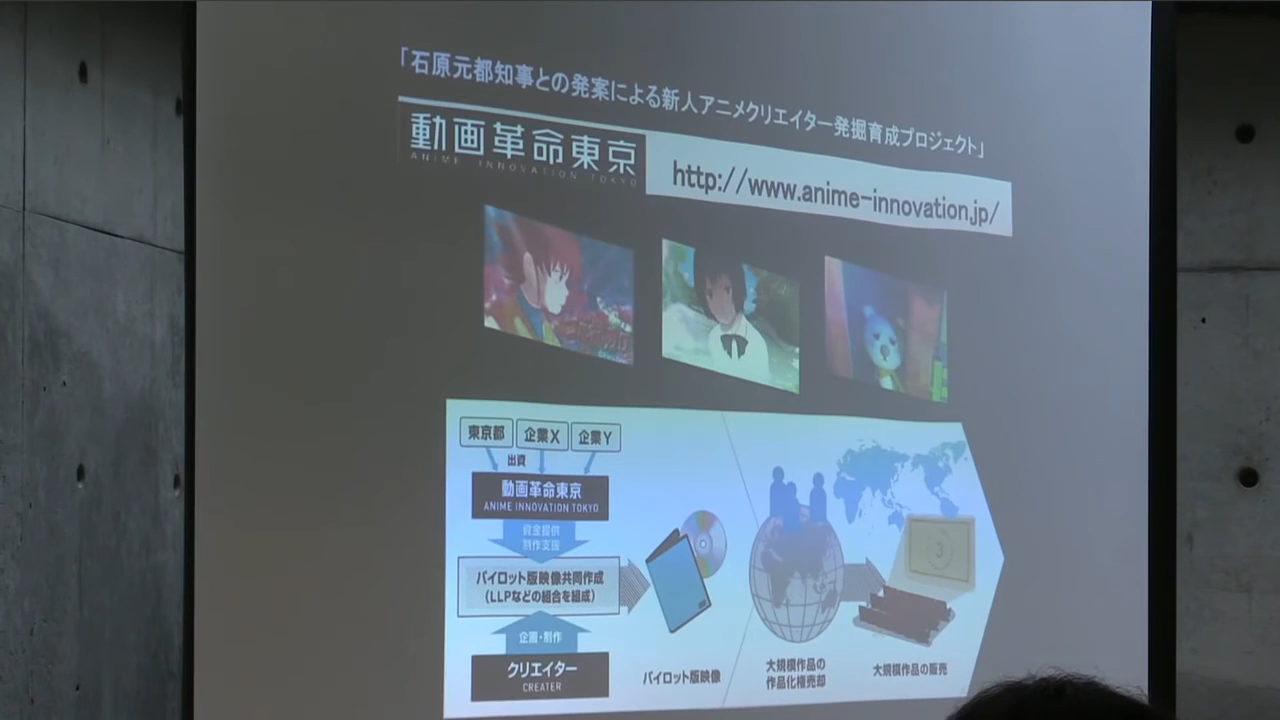 「石原元都知事との発案による新人アニメクリエイター発掘育成プロジェクト」
動画革命東京
ANIME INNOVATION TOKYO
http://www.anime-innovation.jp/
東京都 企業X 企業Y
出資
動画革命東京
ANIME INNOVATION TOKYO
資金提供
制作支援
パイロット版映像共同作成
（LLPなどの組合を組成）
企画・制作
クリエイター
CREATER
パイロット版映像
大規模作品の
作品化権売却
大規模作品の販売